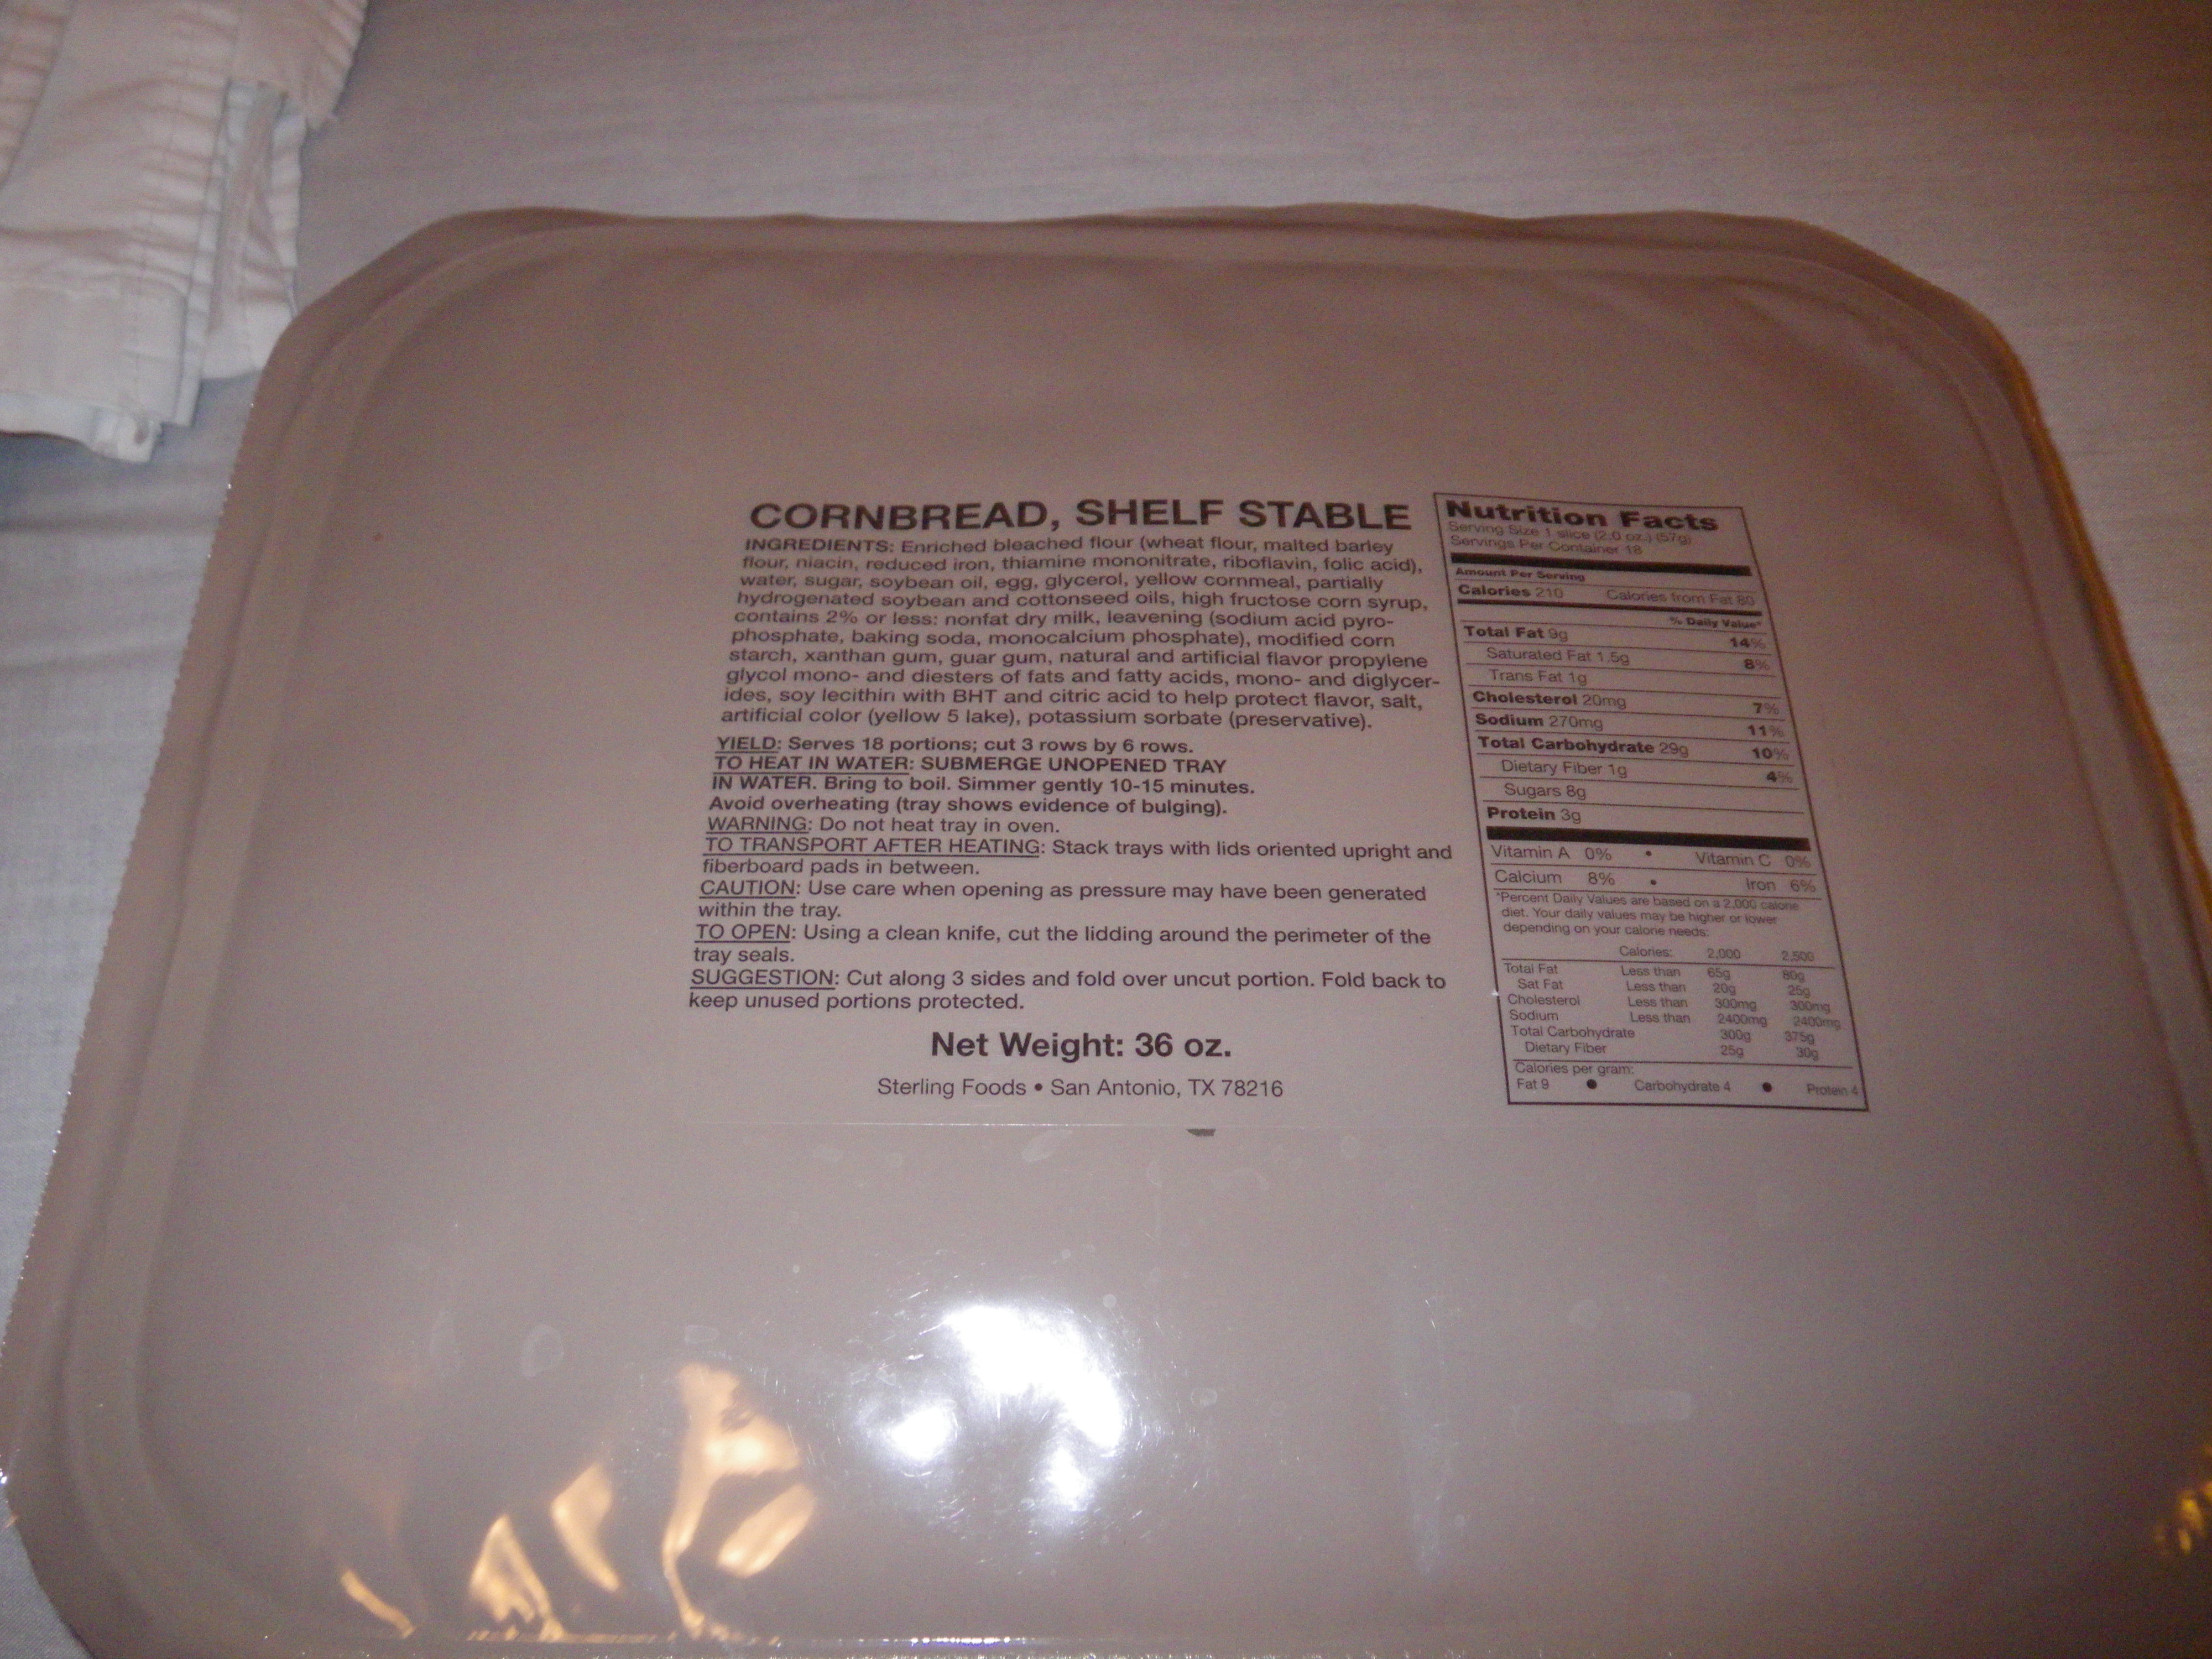 CORNBREAD, SHELF STABLE
INGREDIENTS: Enriched bleached flour (wheat flour, malted barley
flour, niacin, reduced iron, thiamine mononitrate, riboflavin, folic acid),
water, sugar, soybean oil, egg, glycerol, yellow cornmeal, partially
hydrogenated soybean and cottonseed oils, high fructose corn syrup,
contains 2% or less: nonfat dry milk, leavening (sodium acid pyro-
phosphate, baking soda, monocalcium phosphate), modified corn
starch, xanthan gum, guar gum, natural and artificial flavor propylene
glycol mono- and diesters of fats and fatty acids, mono- and diglycer-
ides, soy lecithin with BHT and citric acid to help protect flavor, salt,
artificial color (yellow 5 lake), potassium sorbate (preservative).
YIELD: Serves 18 portions; cut 3 rows by 6 rows.
TO HEAT IN WATER: SUBMERGE UNOPENED TRAY
IN WATER. Bring to boil. Simmer gently 10-15 minutes.
Avoid overheating (tray shows evidence of bulging).
WARNING: Do not heat tray in oven.
TO TRANSPORT AFTER HEATING: Stack trays with lids oriented upright and
fiberboard pads in between.
CAUTION: Use care when opening as pressure may have been generated
within the tray.
TO OPEN: Using a clean knife, cut the lidding around the perimeter of the
tray seals.
SUGGESTION: Cut along 3 sides and fold over uncut portion. Fold back to
keep unused portions protected.
Net Weight: 36 oz.
Sterling Foods • San Antonio, TX 78216
Nutrition Facts
Serving Size 1 slice (2.0 oz.) (57g)
Servings Per Container 18
Amount Per Serving
Calories 210 Calories from Fat 80
% Daily Value*
Total Fat 9g 14%
Saturated Fat 1.5g 8%
Trans Fat 1g
Cholesterol 20mg 7%
Sodium 270mg 11%
Total Carbohydrate 29g 10%
Dietary Fiber 1g 4%
Sugars 8g
Protein 3g
Vitamin A 0% • Vitamin C 0%
Calcium 8% • Iron 6%
*Percent Daily Values are based on a 2,000 calorie
diet. Your daily values may be higher or lower
depending on your calorie needs:
Calories: 2,000 2,500
Total Fat Less than 65g 80g
Sat Fat Less than 20g 25g
Cholesterol Less than 300mg 300mg
Sodium Less than 2400mg 2400mg
Total Carbohydrate 300g 375g
Dietary Fiber 25g 30g
Calories per gram:
Fat 9 • Carbohydrate 4 • Protein 4